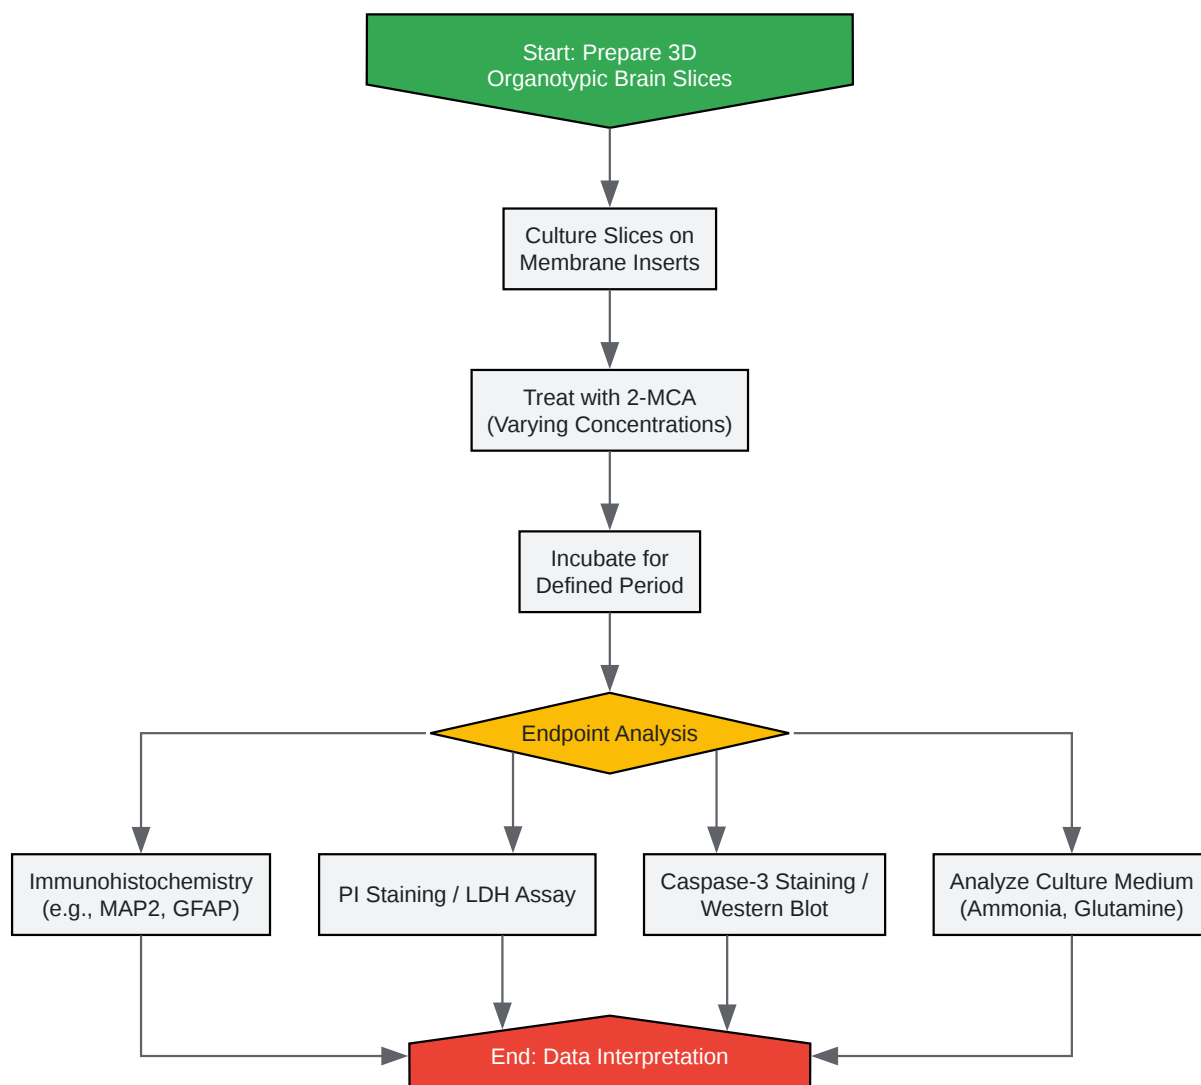 Start: Prepare 3D
Organotypic Brain Slices
Culture Slices on
Membrane Inserts
Treat with 2-MCA
(Varying Concentrations)
Incubate for
Defined Period
Endpoint Analysis
Immunohistochemistry
(e.g., MAP2, GFAP)
PI Staining / LDH Assay
Caspase-3 Staining /
Western Blot
Analyze Culture Medium
(Ammonia, Glutamine)
End: Data Interpretation